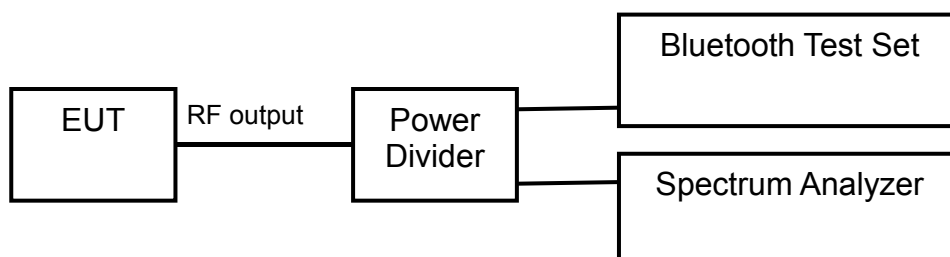 EUT
RF output
Power
Divider
Bluetooth Test Set
Spectrum Analyzer